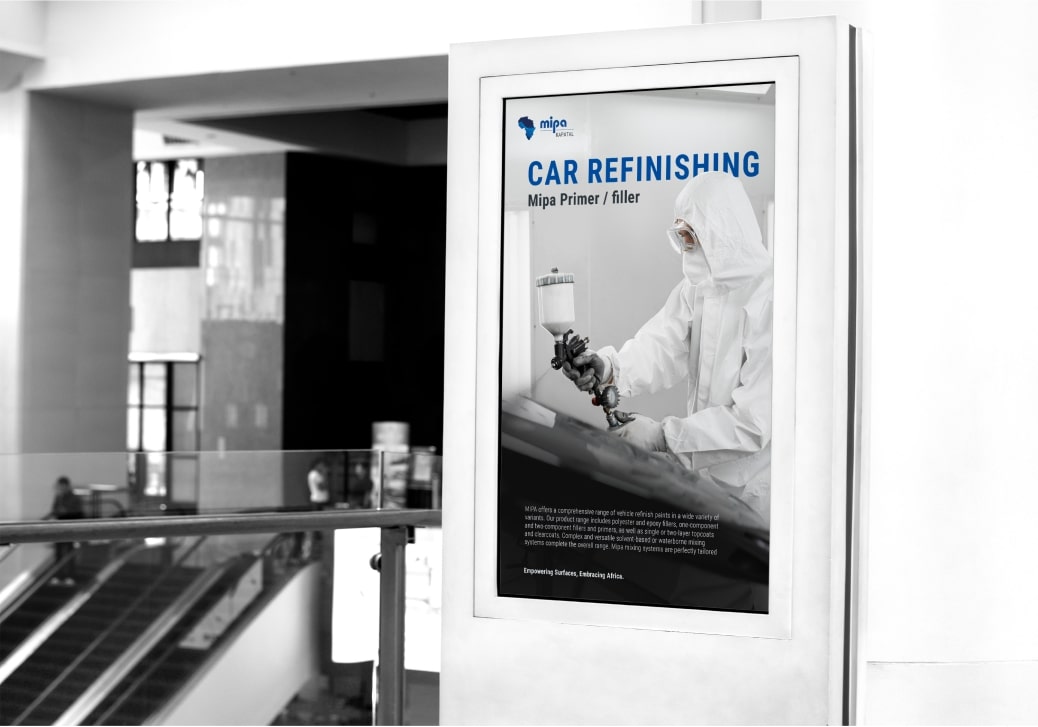 mipa
RAPATAL
CAR REFINISHING
Mipa Primer / filler
MIPA offers a comprehensive range of vehicle refinish paints in a wide variety of
variants. Our product range includes polyester and epoxy fillers, one-component
and two-component fillers and primers, as well as single or two-layer topcoats
and clearcoats. Complex and versatile solvent-based or waterborne mixing
systems complete the overall range. Mipa mixing systems are perfectly tailored
Empowering Surfaces, Embracing Africa.